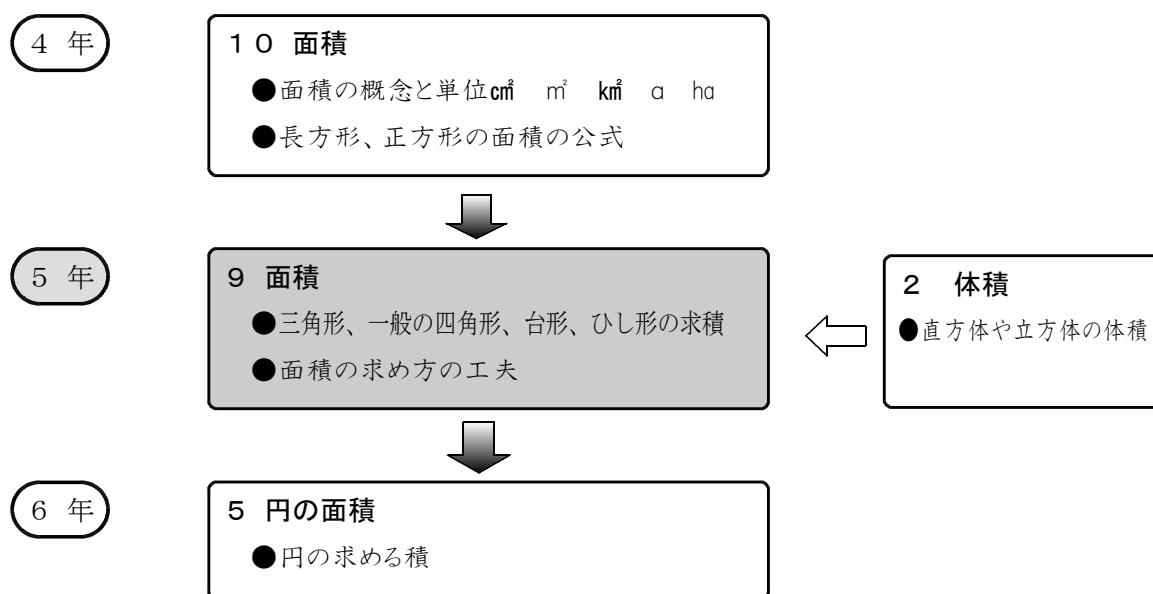 4 年
10 面積
●面積の概念と単位㎠ ㎡ ㎢ a ha
●長方形、正方形の面積の公式
5 年
9 面積
●三角形、一般の四角形、台形、ひし形の求積
●面積の求め方の工夫
2 体積
●直方体や立方体の体積
6 年
5 円の面積
●円の求める積